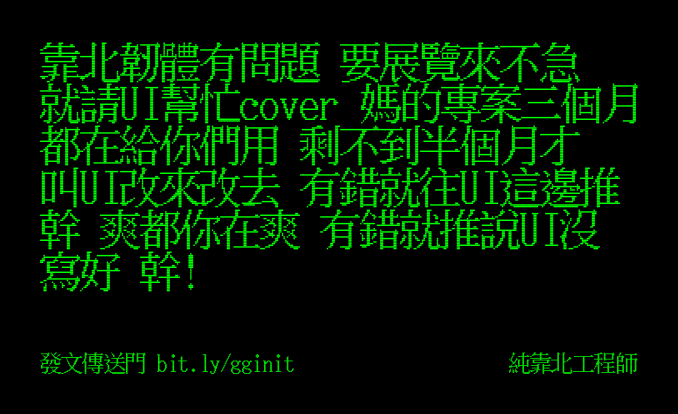 靠北韌體有問題 要展覽來不急
就請UI幫忙cover 媽的專案三個月
都在給你們用 剩不到半個月才
叫UI改來改去 有錯就往UI這邊推
幹 爽都你在爽 有錯就推說UI沒
寫好 幹!
發文傳送門 bit.ly/gginit
純靠北工程師